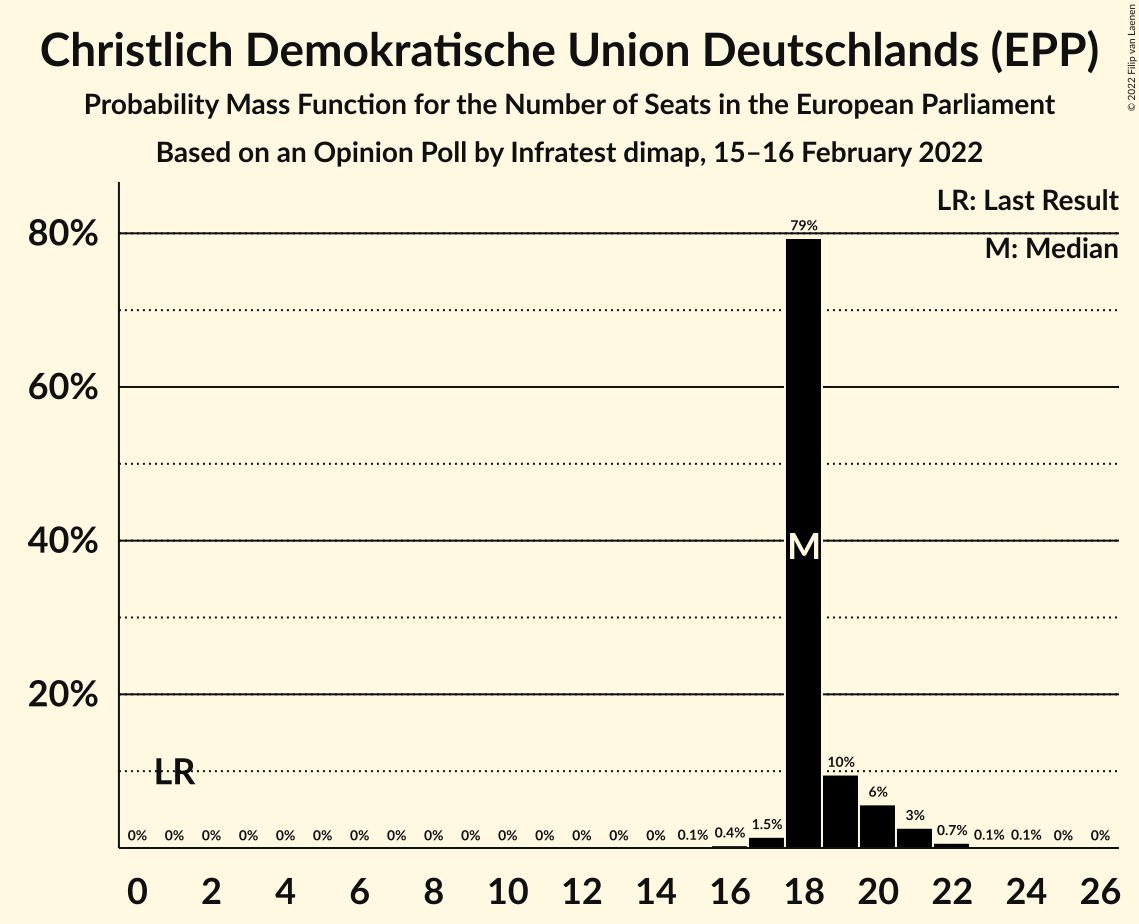 Christlich Demokratische Union Deutschlands (EPP)
Probability Mass Function for the Number of Seats in the European Parliament
Based on an Opinion Poll by Infratest dimap, 15–16 February 2022
© 2022 Filip van Laenen
LR: Last Result
M: Median
80%
60%
40%
20%
79%
M
LR
10%
6%
3%
0% 0% 0% 0% 0% 0% 0% 0% 0% 0% 0% 0% 0% 0% 0% 0.1% 0.4% 1.5% 0.7% 0.1% 0.1% 0% 0%
0 2 4 6 8 10 12 14 16 18 20 22 24 26